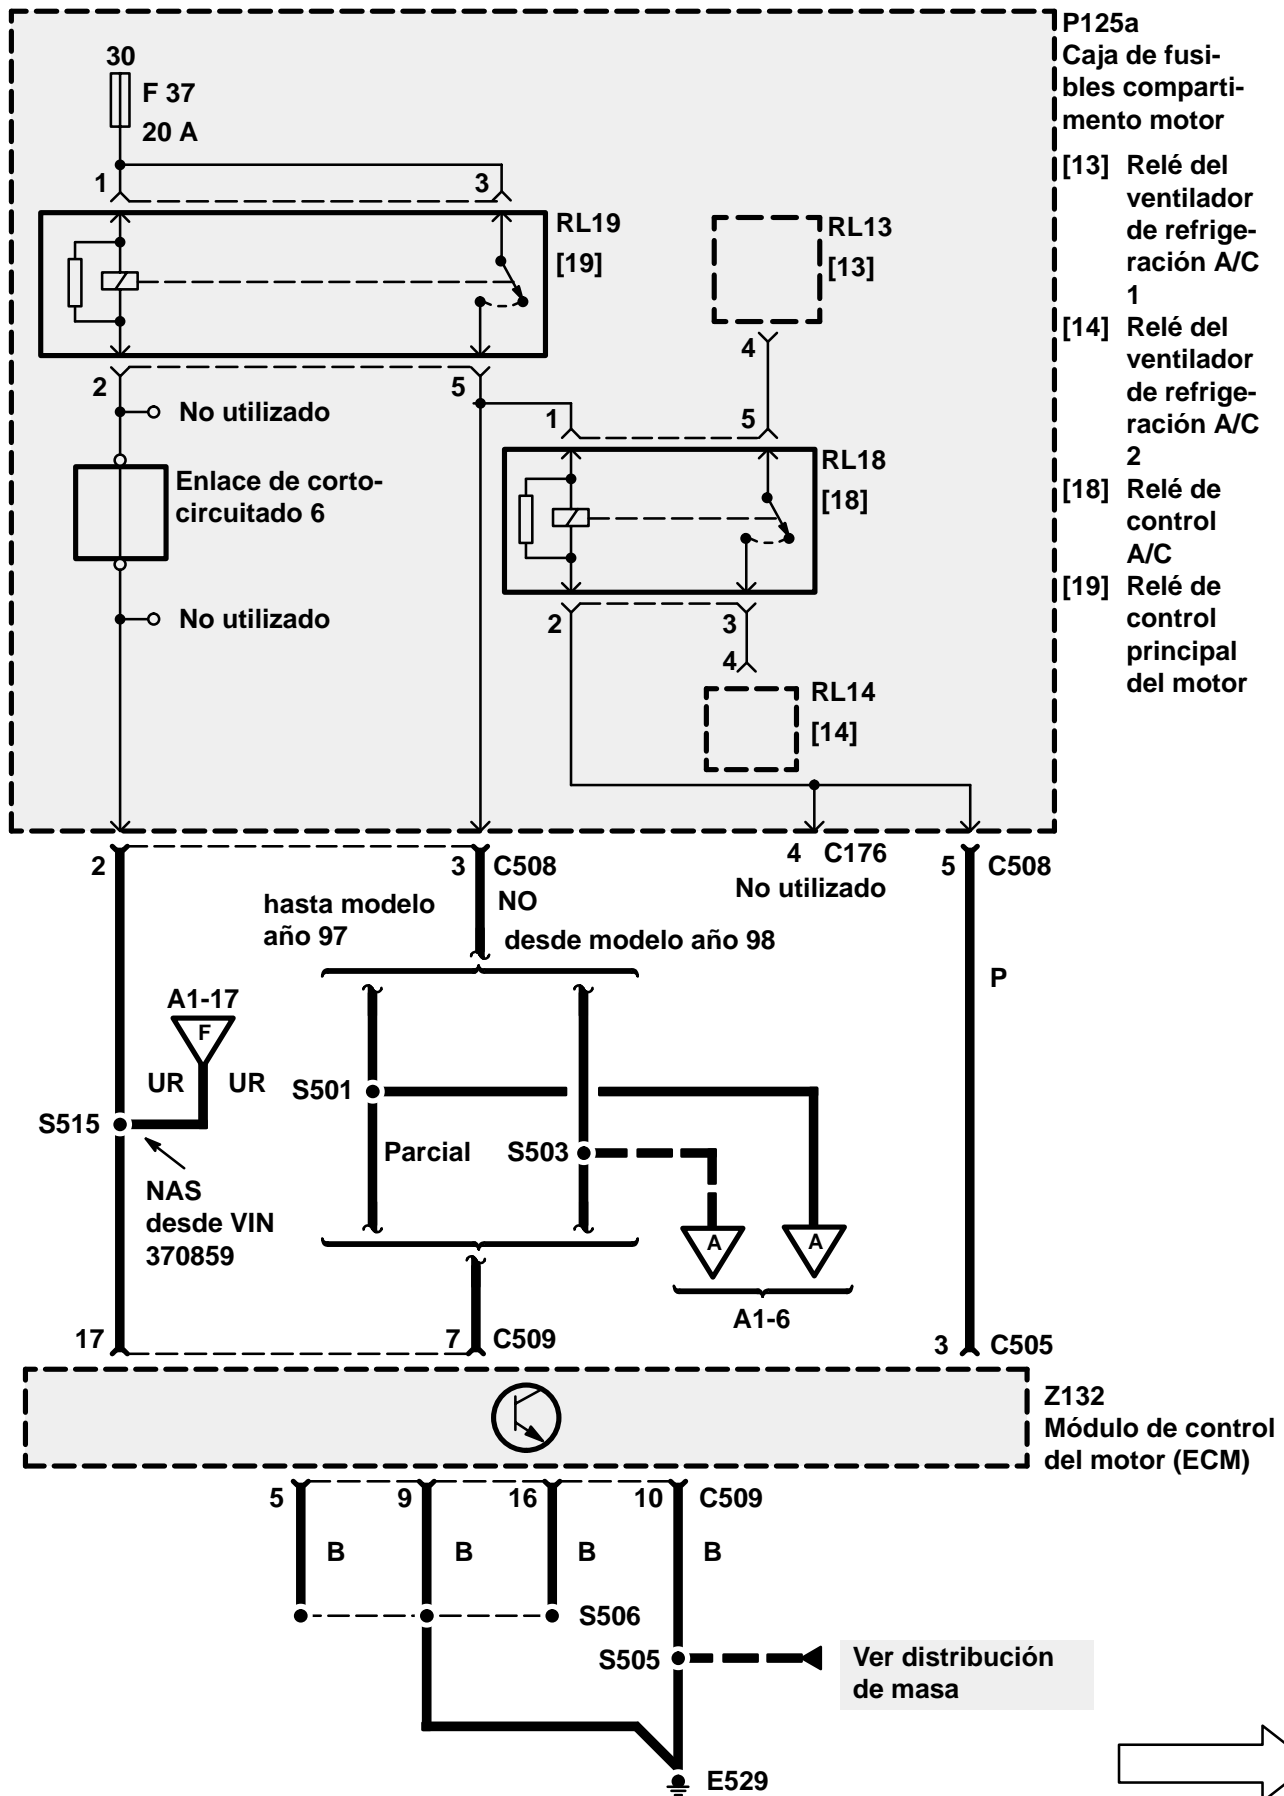 P125a
Caja de fusi-
bles comparti-
mento motor
[13] Relé del
ventilador
de refrige-
ración A/C
1
[14] Relé del
ventilador
de refrige-
ración A/C
2
[18] Relé de
control
A/C
[19] Relé de
control
principal
del motor
30
F 37
20 A
1
3
RL19
[19]
RL13
[13]
4
2
5
No utilizado
1
5
RL18
[18]
Enlace de corto-
circuitado 6
No utilizado
2
3
4
RL14
[14]
2
3
C508
4
C176
No utilizado
5
C508
NO
hasta modelo
año 97
desde modelo año 98
P
A1-17
F
UR
UR
S501
S515
Parcial
S503
NAS
desde VIN
370859
A
A
A1-6
17
7
C509
3
C505
Z132
Módulo de control
del motor (ECM)
5
9
16
10
C509
B
B
B
B
S506
S505
Ver distribución
de masa
E529